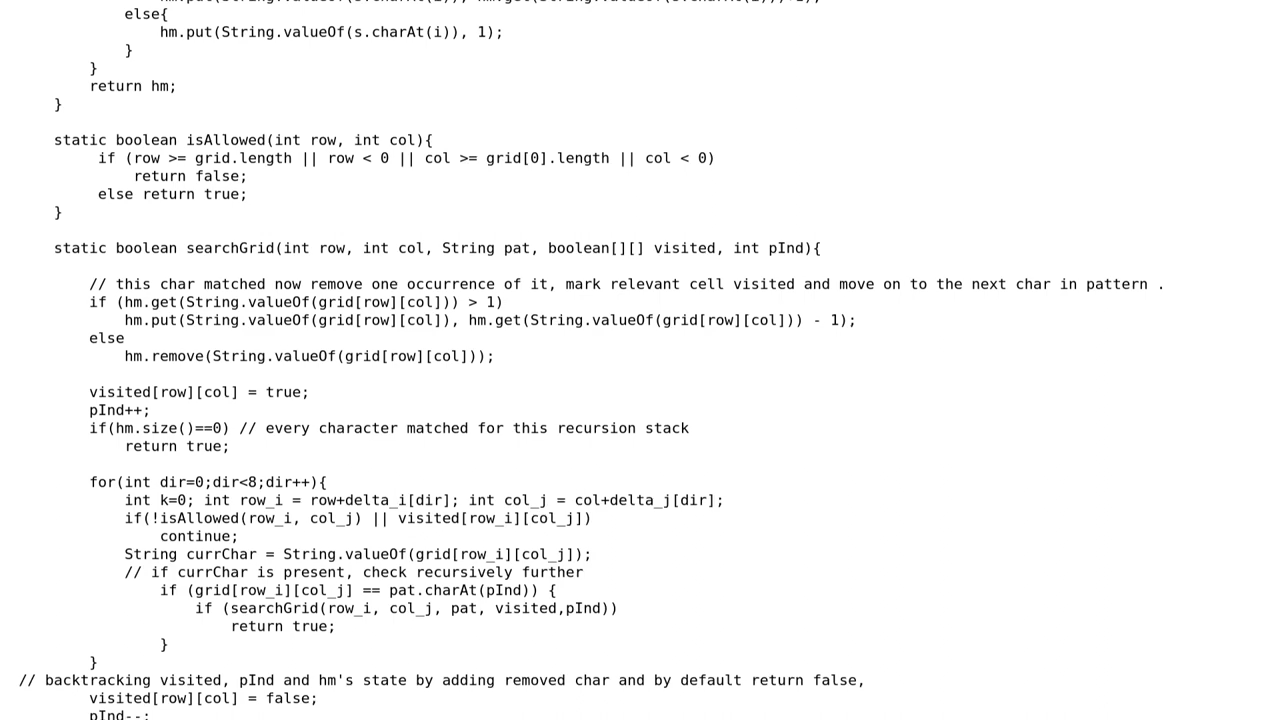 else{
hm.put(String.valueOf(s.charAt(i)), 1);
}
}
return hm;
}
static boolean isAllowed(int row, int col){
if (row >= grid.length || row < 0 || col >= grid[0].length || col < 0)
return false;
else return true;
}
static boolean searchGrid(int row, int col, String pat, boolean[][] visited, int pInd){
// this char matched now remove one occurrence of it, mark relevant cell visited and move on to the next char in pattern .
if (hm.get(String.valueOf(grid[row][col])) > 1)
hm.put(String.valueOf(grid[row][col]), hm.get(String.valueOf(grid[row][col])) - 1);
else
hm.remove(String.valueOf(grid[row][col]));
visited[row][col] = true;
pInd++;
if(hm.size()==0) // every character matched for this recursion stack
return true;
for(int dir=0;dir<8;dir++){
int k=0; int row_i = row+delta_i[dir]; int col_j = col+delta_j[dir];
if(!isAllowed(row_i, col_j) || visited[row_i][col_j])
continue;
String currChar = String.valueOf(grid[row_i][col_j]);
// if currChar is present, check recursively further
if (grid[row_i][col_j] == pat.charAt(pInd)) {
if (searchGrid(row_i, col_j, pat, visited,pInd))
return true;
}
}
// backtracking visited, pInd and hm's state by adding removed char and by default return false,
visited[row][col] = false;
pInd--;